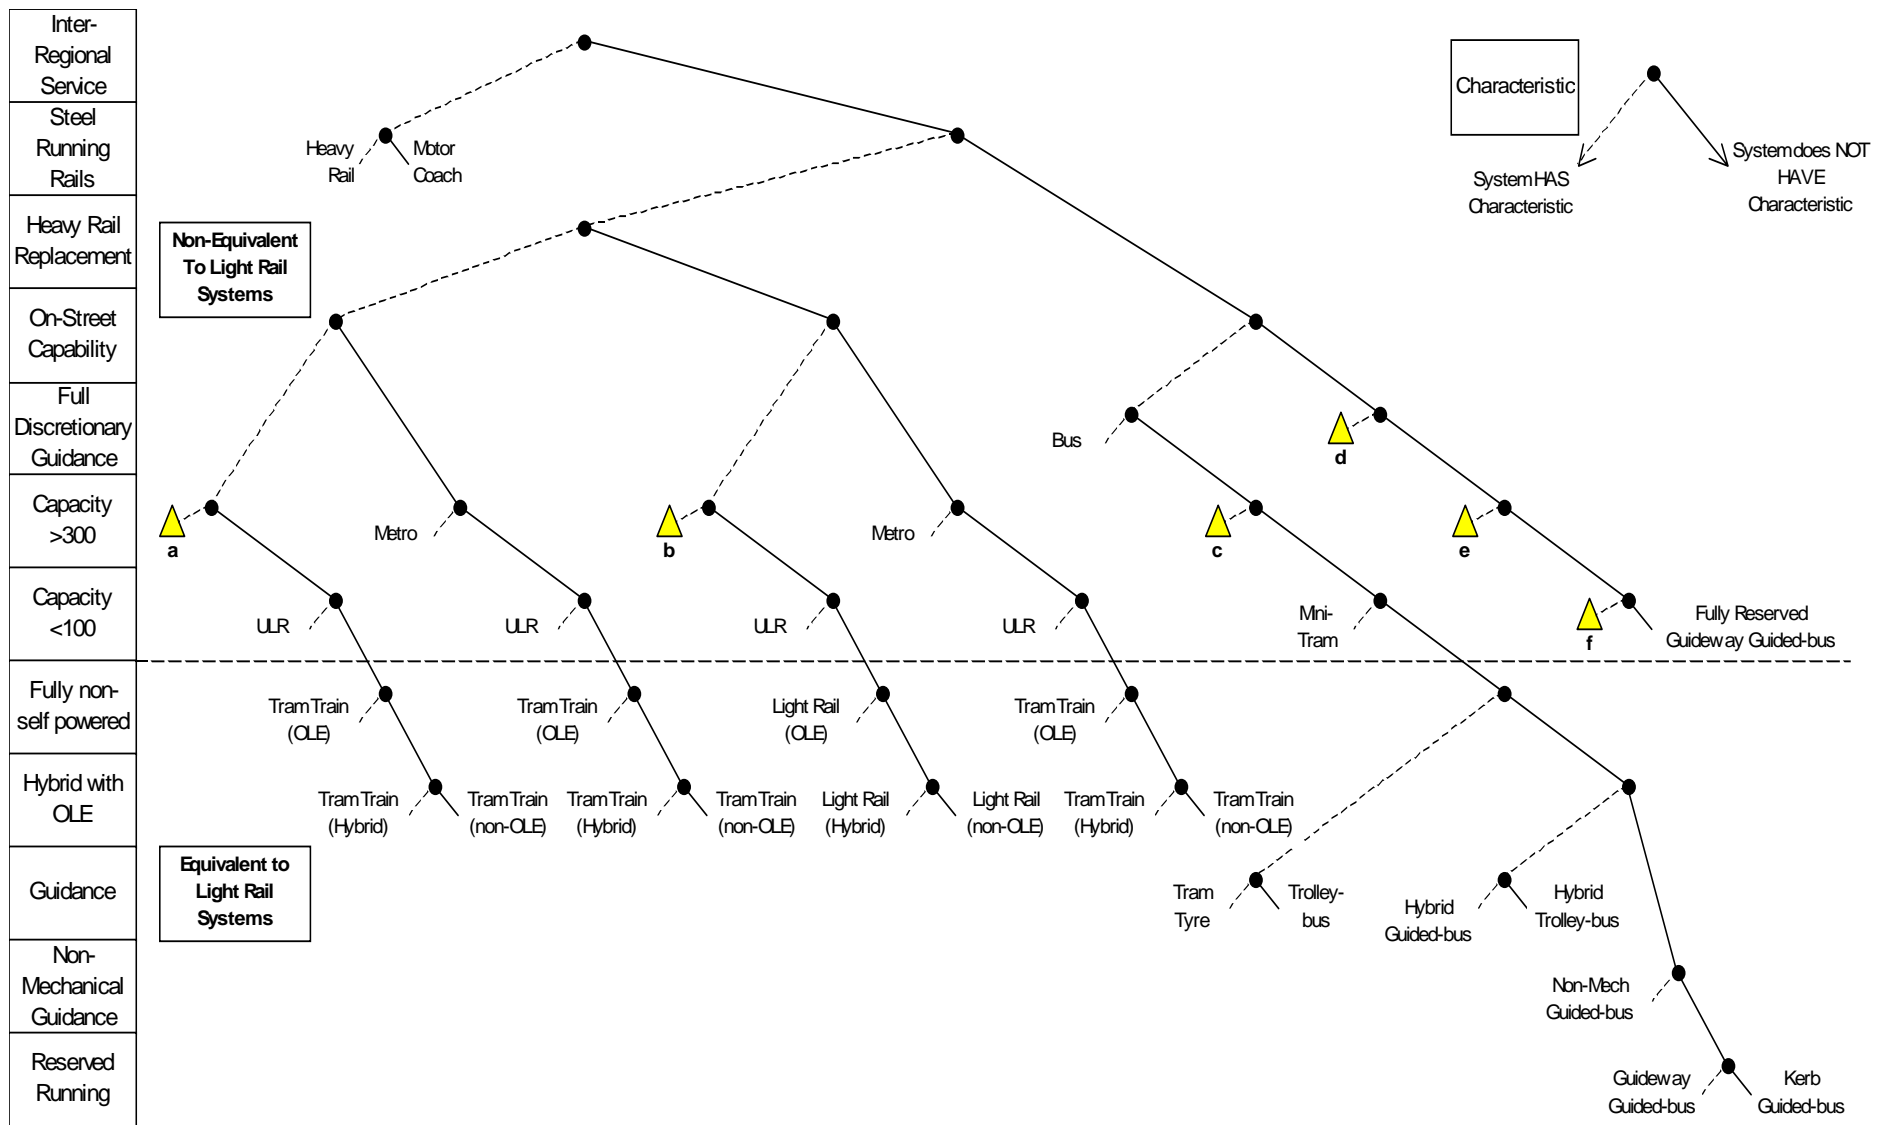 Inter-
Regional
Service
Steel
Running
Rails
Heavy Rail
Replacement
On-Street
Capability
Full
Discretionary
Guidance
Capacity
>300
Capacity
<100
Fully non-
self powered
Hybrid with
OLE
Guidance
Non-
Mechanical
Guidance
Reserved
Running
Characteristic
System HAS
Characteristic
System does NOT
HAVE
Characteristic
Heavy
Rail
Motor
Coach
Non-Equivalent
To Light Rail
Systems
Bus
d
a
Metro
b
Metro
c
e
ULR
ULR
ULR
ULR
Mini-
Tram
f
Fully Reserved
Guideway Guided-bus
Tram Train
(OLE)
Tram Train
(OLE)
Light Rail
(OLE)
Tram Train
(OLE)
Tram Train
(Hybrid)
Tram Train
(non-OLE)
Tram Train
(Hybrid)
Tram Train
(non-OLE)
Light Rail
(Hybrid)
Light Rail
(non-OLE)
Tram Train
(Hybrid)
Tram Train
(non-OLE)
Equivalent to
Light Rail
Systems
Tram
Tyre
Trolley-
bus
Hybrid
Guided-bus
Hybrid
Trolley-bus
Non-Mech
Guided-bus
Guideway
Guided-bus
Kerb
Guided-bus